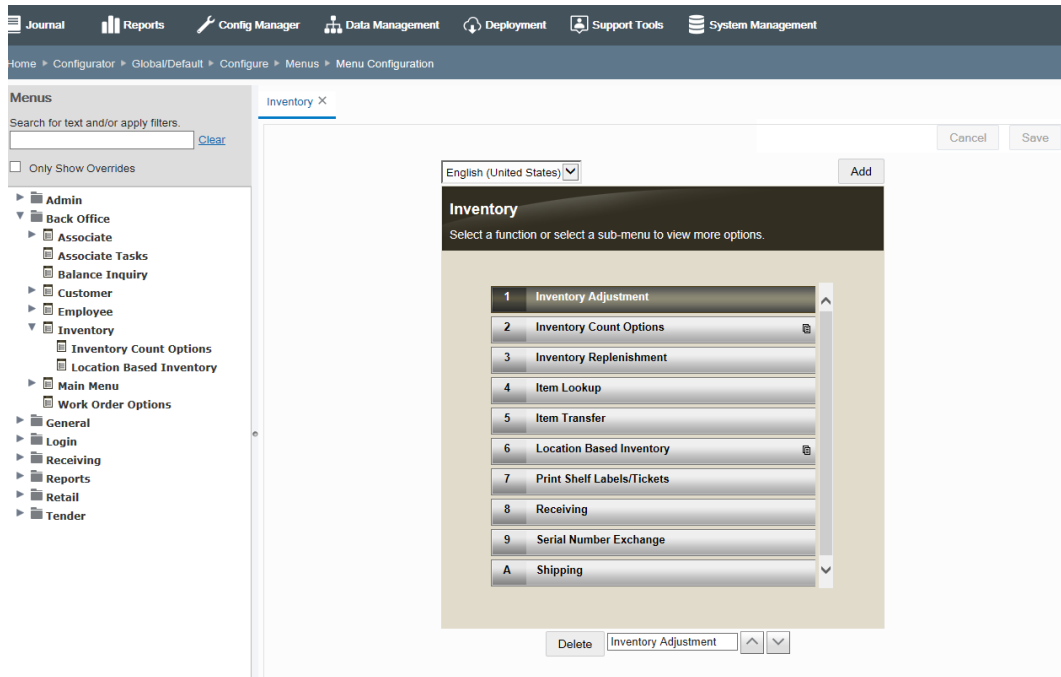 Journal Reports Config Manager Data Management Deployment Support Tools System Management
Home Configurator Global/Default Configure Menus Menu Configuration
Menus
Search for text and/or apply filters.
Clear
Only Show Overrides
Admin
Back Office
Associate
Associate Tasks
Balance Inquiry
Customer
Employee
Inventory
Inventory Count Options
Location Based Inventory
Main Menu
Work Order Options
General
Login
Receiving
Reports
Retail
Tender
Inventory
Cancel Save
English (United States) Add
Inventory
Select a function or select a sub-menu to view more options.
1 Inventory Adjustment
2 Inventory Count Options
3 Inventory Replenishment
4 Item Lookup
5 Item Transfer
6 Location Based Inventory
7 Print Shelf Labels/Tickets
8 Receiving
9 Serial Number Exchange
A Shipping
Delete Inventory Adjustment